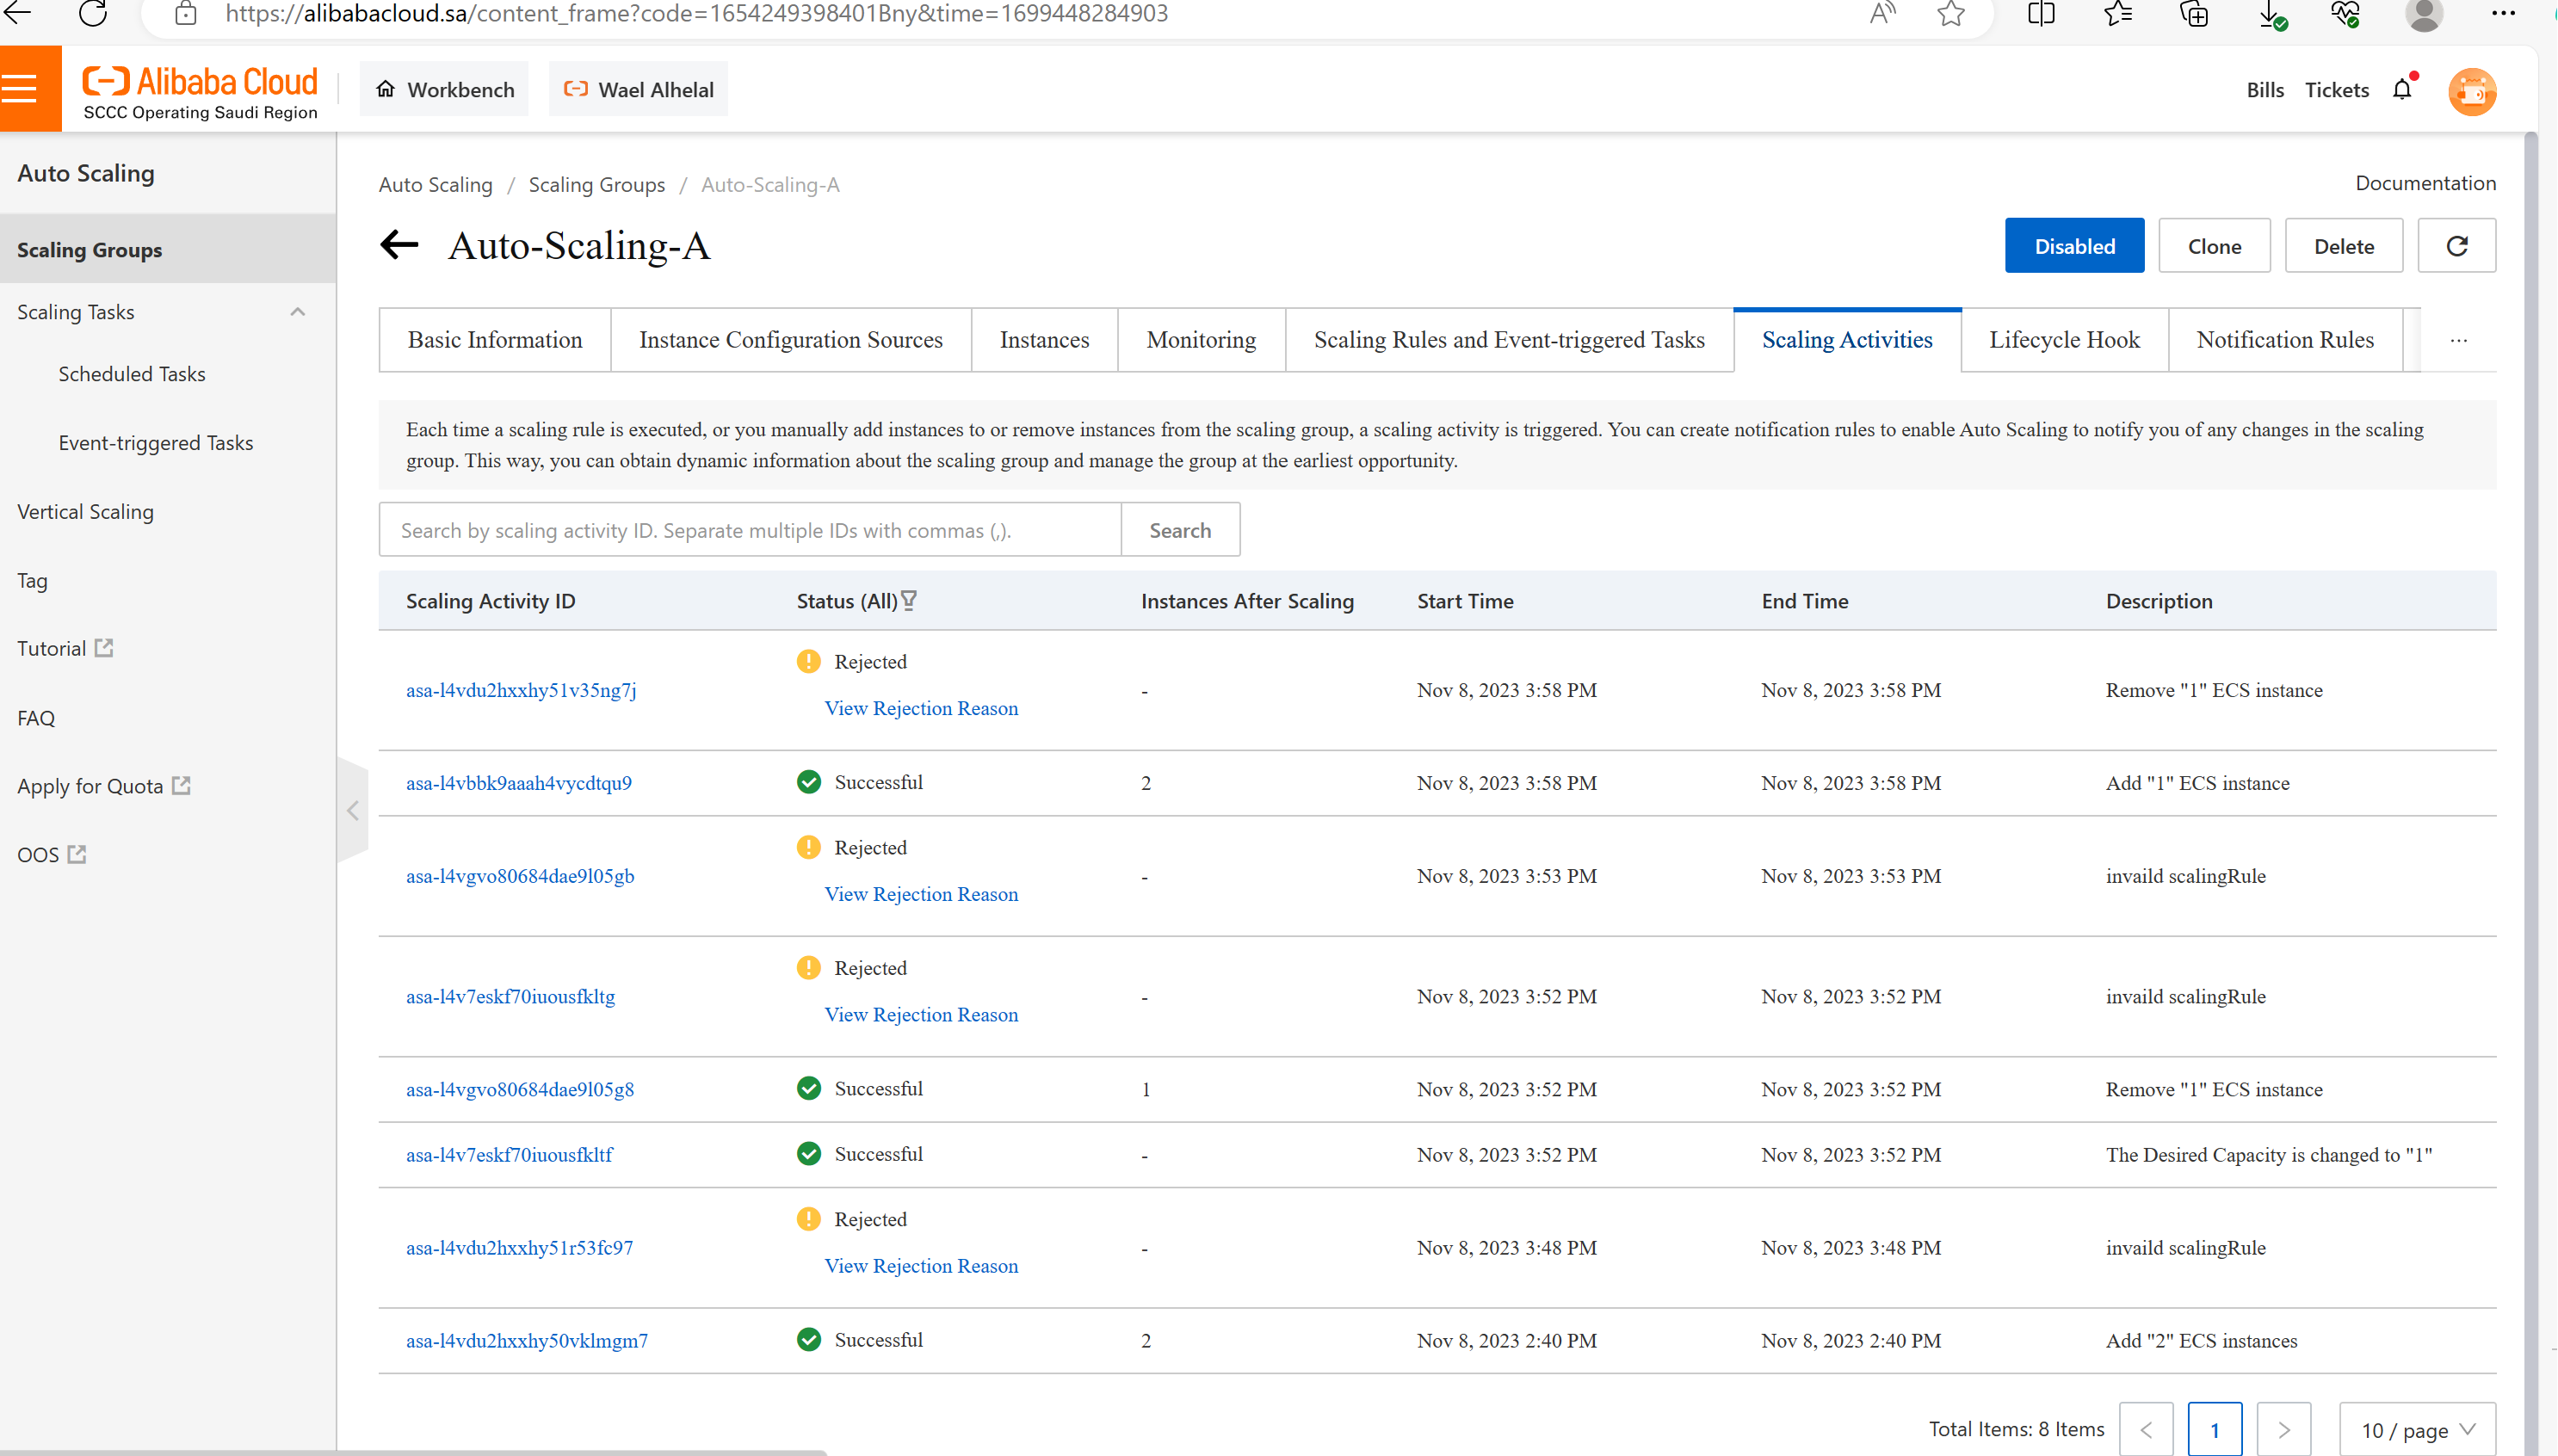 https://alibabacloud.sa/content_frame?code=1654249398401Bny&time=1699448284903
Alibaba Cloud
SCCC Operating Saudi Region
Workbench
Wael Alhelal
Bills
Tickets
Auto Scaling
Scaling Groups
Scaling Tasks
Scheduled Tasks
Event-triggered Tasks
Vertical Scaling
Tag
Tutorial
FAQ
Apply for Quota
OOS
Auto Scaling / Scaling Groups / Auto-Scaling-A
Documentation
Auto-Scaling-A
Disabled
Clone
Delete
Basic Information
Instance Configuration Sources
Instances
Monitoring
Scaling Rules and Event-triggered Tasks
Scaling Activities
Lifecycle Hook
Notification Rules
...
Each time a scaling rule is executed, or you manually add instances to or remove instances from the scaling group, a scaling activity is triggered. You can create notification rules to enable Auto Scaling to notify you of any changes in the scaling
group. This way, you can obtain dynamic information about the scaling group and manage the group at the earliest opportunity.
Search by scaling activity ID. Separate multiple IDs with commas (,).
Search
Scaling Activity ID Status (All) Instances After Scaling Start Time End Time Description
asa-l4vdu2hxxhy51v35ng7j Rejected - Nov 8, 2023 3:58 PM Nov 8, 2023 3:58 PM Remove "1" ECS instance
View Rejection Reason
asa-l4vbbk9aaah4vycdtqu9 Successful 2 Nov 8, 2023 3:58 PM Nov 8, 2023 3:58 PM Add "1" ECS instance
asa-l4vgvo80684dae9l05gb Rejected - Nov 8, 2023 3:53 PM Nov 8, 2023 3:53 PM invaild scalingRule
View Rejection Reason
asa-l4v7eskf70iuousfkltg Rejected - Nov 8, 2023 3:52 PM Nov 8, 2023 3:52 PM invaild scalingRule
View Rejection Reason
asa-l4vgvo80684dae9l05g8 Successful 1 Nov 8, 2023 3:52 PM Nov 8, 2023 3:52 PM Remove "1" ECS instance
asa-l4v7eskf70iuousfkltf Successful - Nov 8, 2023 3:52 PM Nov 8, 2023 3:52 PM The Desired Capacity is changed to "1"
asa-l4vdu2hxxhy51r53fc97 Rejected - Nov 8, 2023 3:48 PM Nov 8, 2023 3:48 PM invaild scalingRule
View Rejection Reason
asa-l4vdu2hxxhy50vklmgm7 Successful 2 Nov 8, 2023 2:40 PM Nov 8, 2023 2:40 PM Add "2" ECS instances
Total Items: 8 Items < 1 > 10 / page